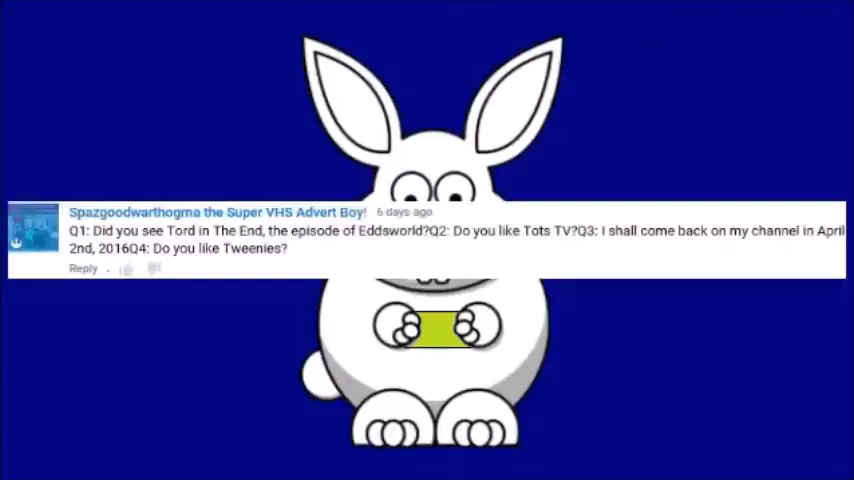 Spazgoodwarthogma the Super VHS Advert Boy! 6 days ago
Q1: Did you see Tord in The End, the episode of Eddsworld?Q2: Do you like Tots TV?Q3: I shall come back on my channel in April
2nd, 2016Q4: Do you like Tweenies?
Reply